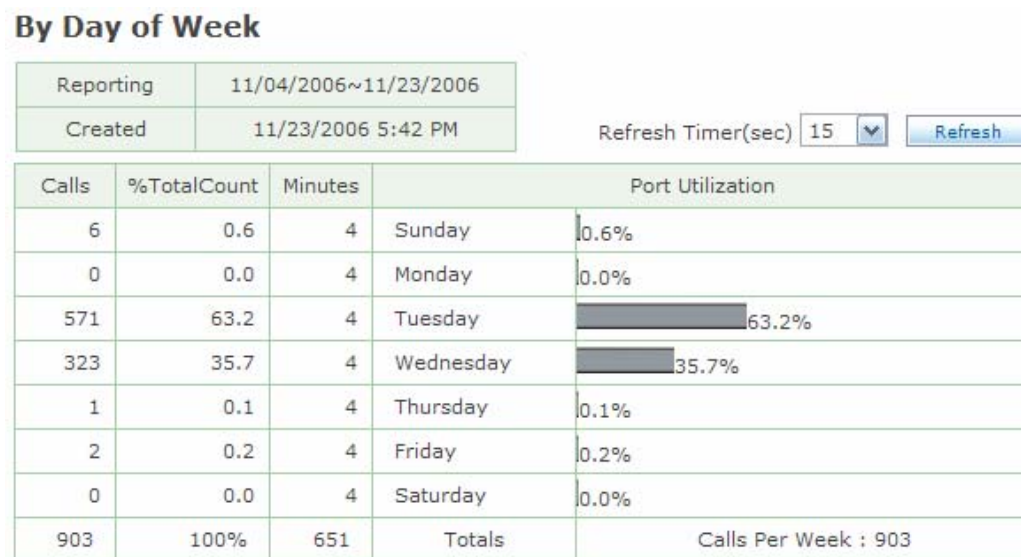 By Day of Week
Reporting 11/04/2006~11/23/2006
Created 11/23/2006 5:42 PM
Refresh Timer(sec) 15 Refresh
Calls %TotalCount Minutes Port Utilization
6 0.6 4 Sunday 0.6%
0 0.0 4 Monday 0.0%
571 63.2 4 Tuesday 63.2%
323 35.7 4 Wednesday 35.7%
1 0.1 4 Thursday 0.1%
2 0.2 4 Friday 0.2%
0 0.0 4 Saturday 0.0%
903 100% 651 Totals Calls Per Week : 903